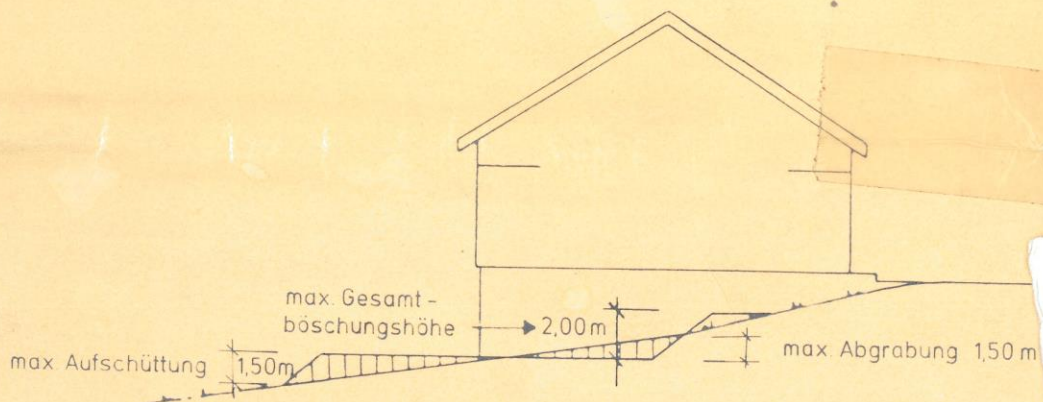 max. Gesamt-
böschungshöhe 2,00 m
max. Aufschüttung 1,50m
max. Abgrabung 1,50 m